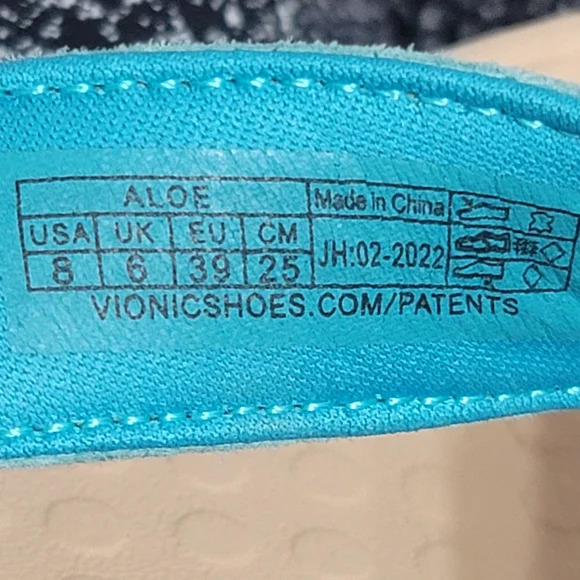 ALOE
Made in China
USA UK EU CM
8 6 39 25
JH:02-2022
VIONICSHOES.COM/PATENTS